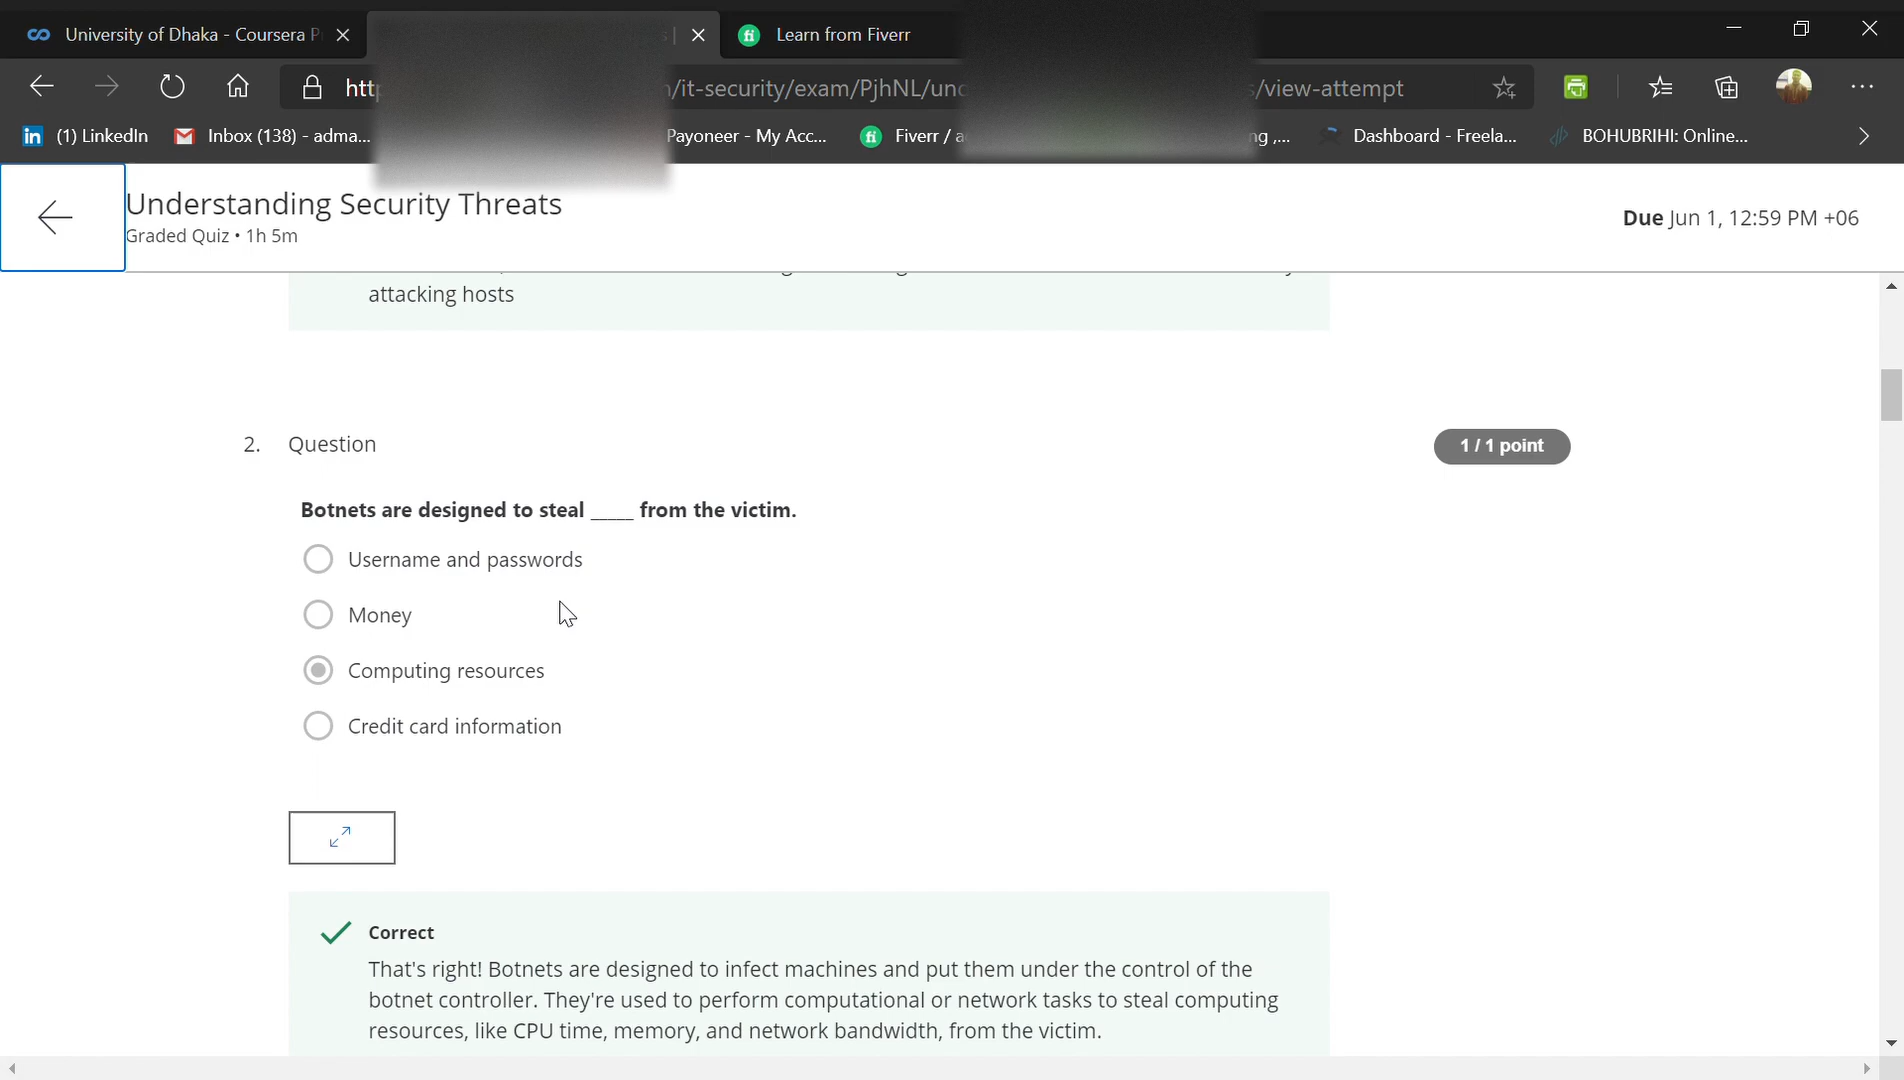 University of Dhaka - Coursera P
Learn from Fiverr
/it-security/exam/PjhNL/
/view-attempt
in (1) LinkedIn
Inbox (138) - adma...
Payoneer - My Acc...
fi Fiverr /
Dashboard - Freela...
BOHUBRIHI: Online...
Understanding Security Threats
Graded Quiz • 1h 5m
Due Jun 1, 12:59 PM +06
attacking hosts
2. Question
1 / 1 point
Botnets are designed to steal _____ from the victim.
Username and passwords
Money
Computing resources
Credit card information
Correct
That's right! Botnets are designed to infect machines and put them under the control of the
botnet controller. They're used to perform computational or network tasks to steal computing
resources, like CPU time, memory, and network bandwidth, from the victim.